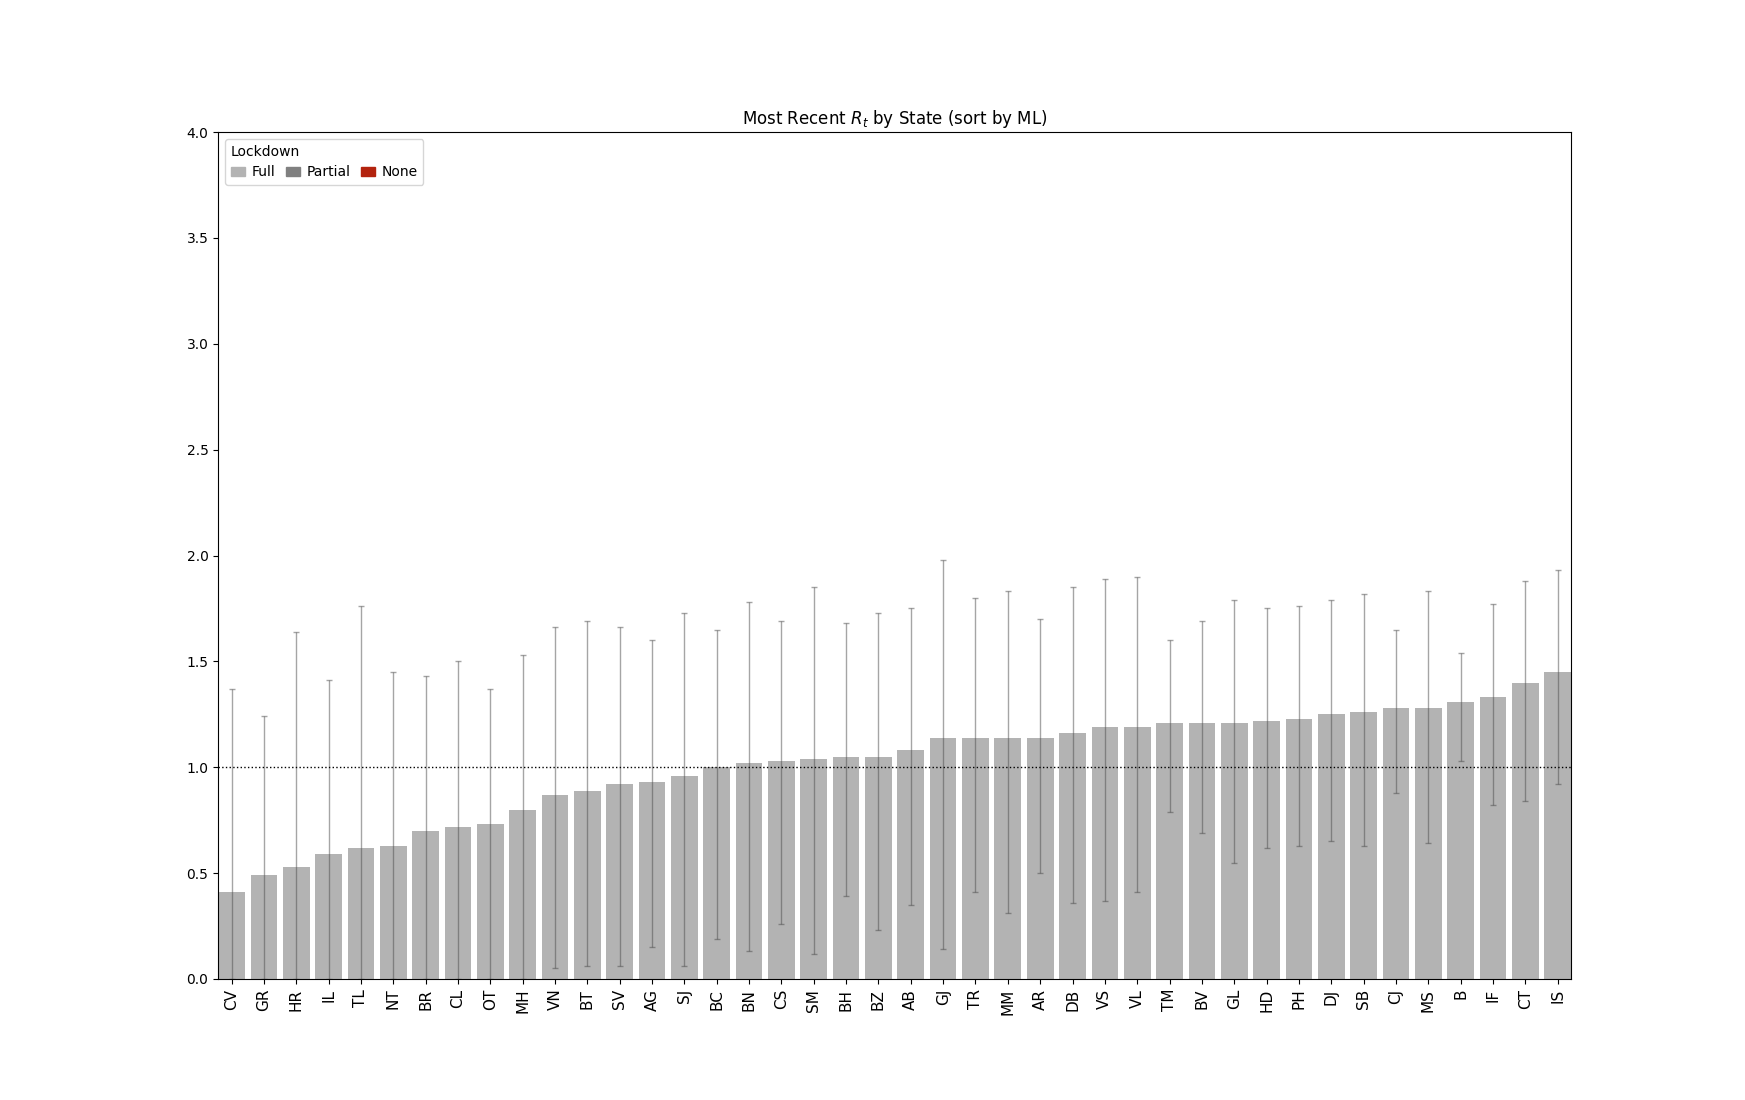 Most Recent Rt by State (sort by ML)
Lockdown
Full Partial None
4.0
3.5
3.0
2.5
2.0
1.5
1.0
0.5
0.0
CV GR HR IL TL NT BR CL OT MH VN BT SV AG SJ BC BN CS SM BH BZ AB GJ TR MM AR DB VS VL TM BV GL HD PH DJ SB CJ MS B IF CT IS